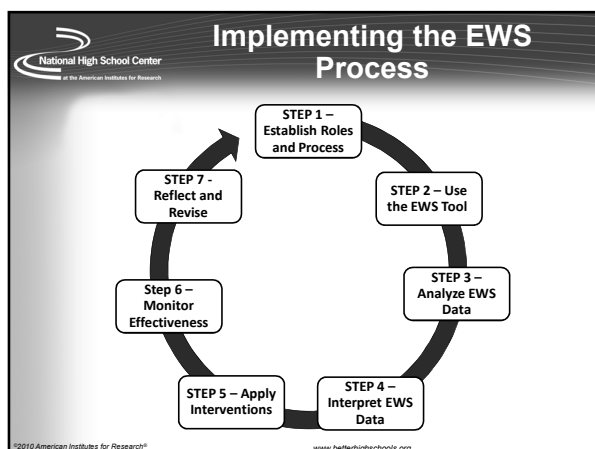 National High School Center
at the American Institutes for Research
Implementing the EWS
Process
STEP 1 –
Establish Roles
and Process
STEP 2 – Use
the EWS Tool
STEP 3 –
Analyze EWS
Data
STEP 4 –
Interpret EWS
Data
STEP 5 – Apply
Interventions
Step 6 –
Monitor
Effectiveness
STEP 7 -
Reflect and
Revise
©2010 American Institutes for Research®
www.betterhighschools.org